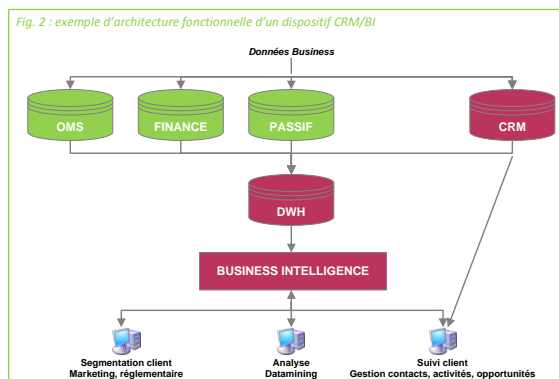 Fig. 2 : exemple d'architecture fonctionnelle d'un dispositif CRM/BI
Données Business
OMS
FINANCE
PASSIF
CRM
DWH
BUSINESS INTELLIGENCE
Segmentation client
Marketing, réglementaire
Analyse
Datamining
Suivi client
Gestion contacts, activités, opportunités